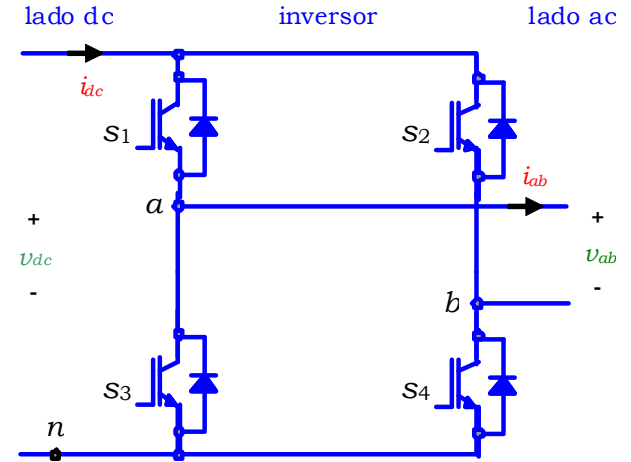 lado dc inversor lado ac
idc
s1 s2
iab
a
+ +
vdc vab
- -
b
s3 s4
n